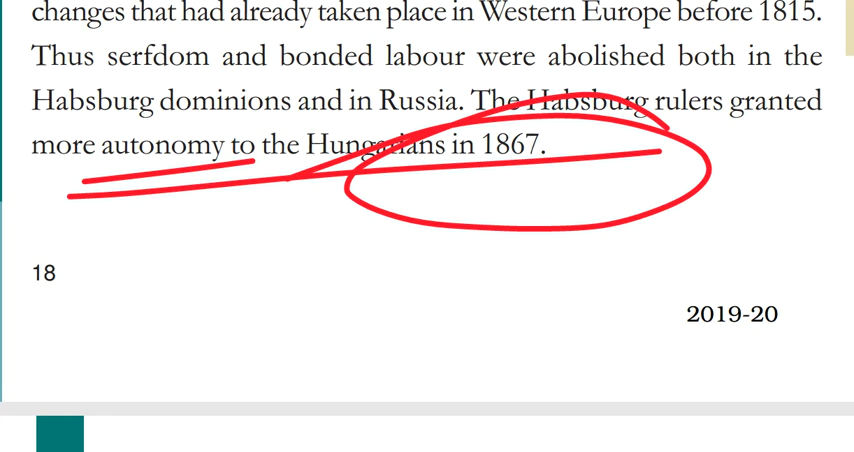 changes that had already taken place in Western Europe before 1815.
Thus serfdom and bonded labour were abolished both in the
Habsburg dominions and in Russia. The Habsburg rulers granted
more autonomy to the Hungarians in 1867.
18
2019-20